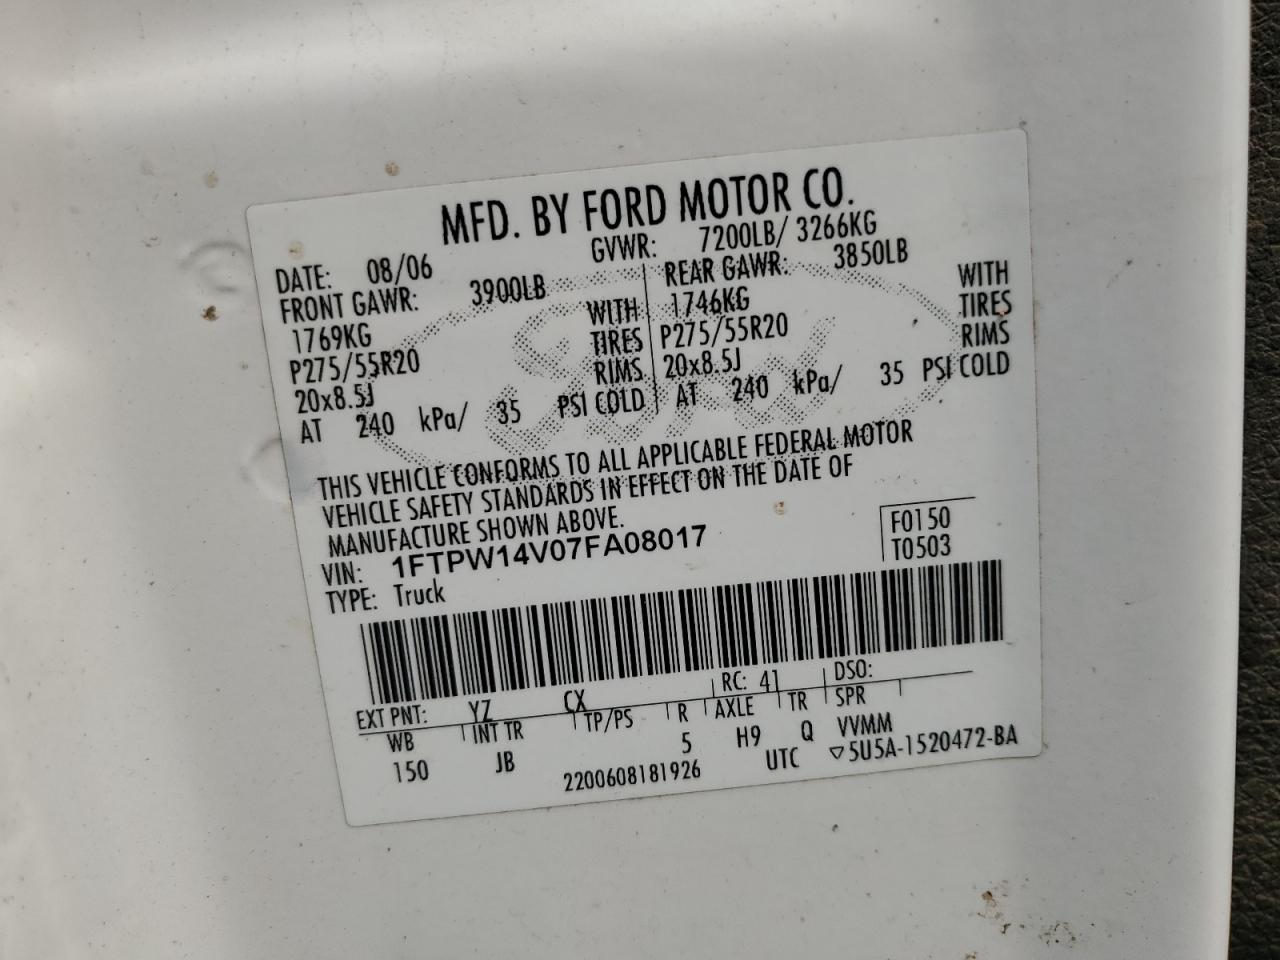 MFD. BY FORD MOTOR CO.
DATE: 08/06 GVWR: 7200LB/ 3266KG
FRONT GAWR: 3900LB REAR GAWR: 3850LB
1769KG WITH 1746KG WITH
P275/55R20 TIRES P275/55R20 TIRES
20x8.5J RIMS 20x8.5J RIMS
AT 240 kPa/ 35 PSI COLD AT 240 kPa/ 35 PSI COLD
THIS VEHICLE CONFORMS TO ALL APPLICABLE FEDERAL MOTOR
VEHICLE SAFETY STANDARDS IN EFFECT ON THE DATE OF
MANUFACTURE SHOWN ABOVE.
VIN: 1FTPW14V07FA08017 F0150
TYPE: Truck T0503
EXT PNT: YZ CX RC: 41 DSO:
WB INT TR TP/PS R AXLE TR SPR
150 JB 5 H9 Q VVMM
2200608181926 UTC ▽5U5A-1520472-BA